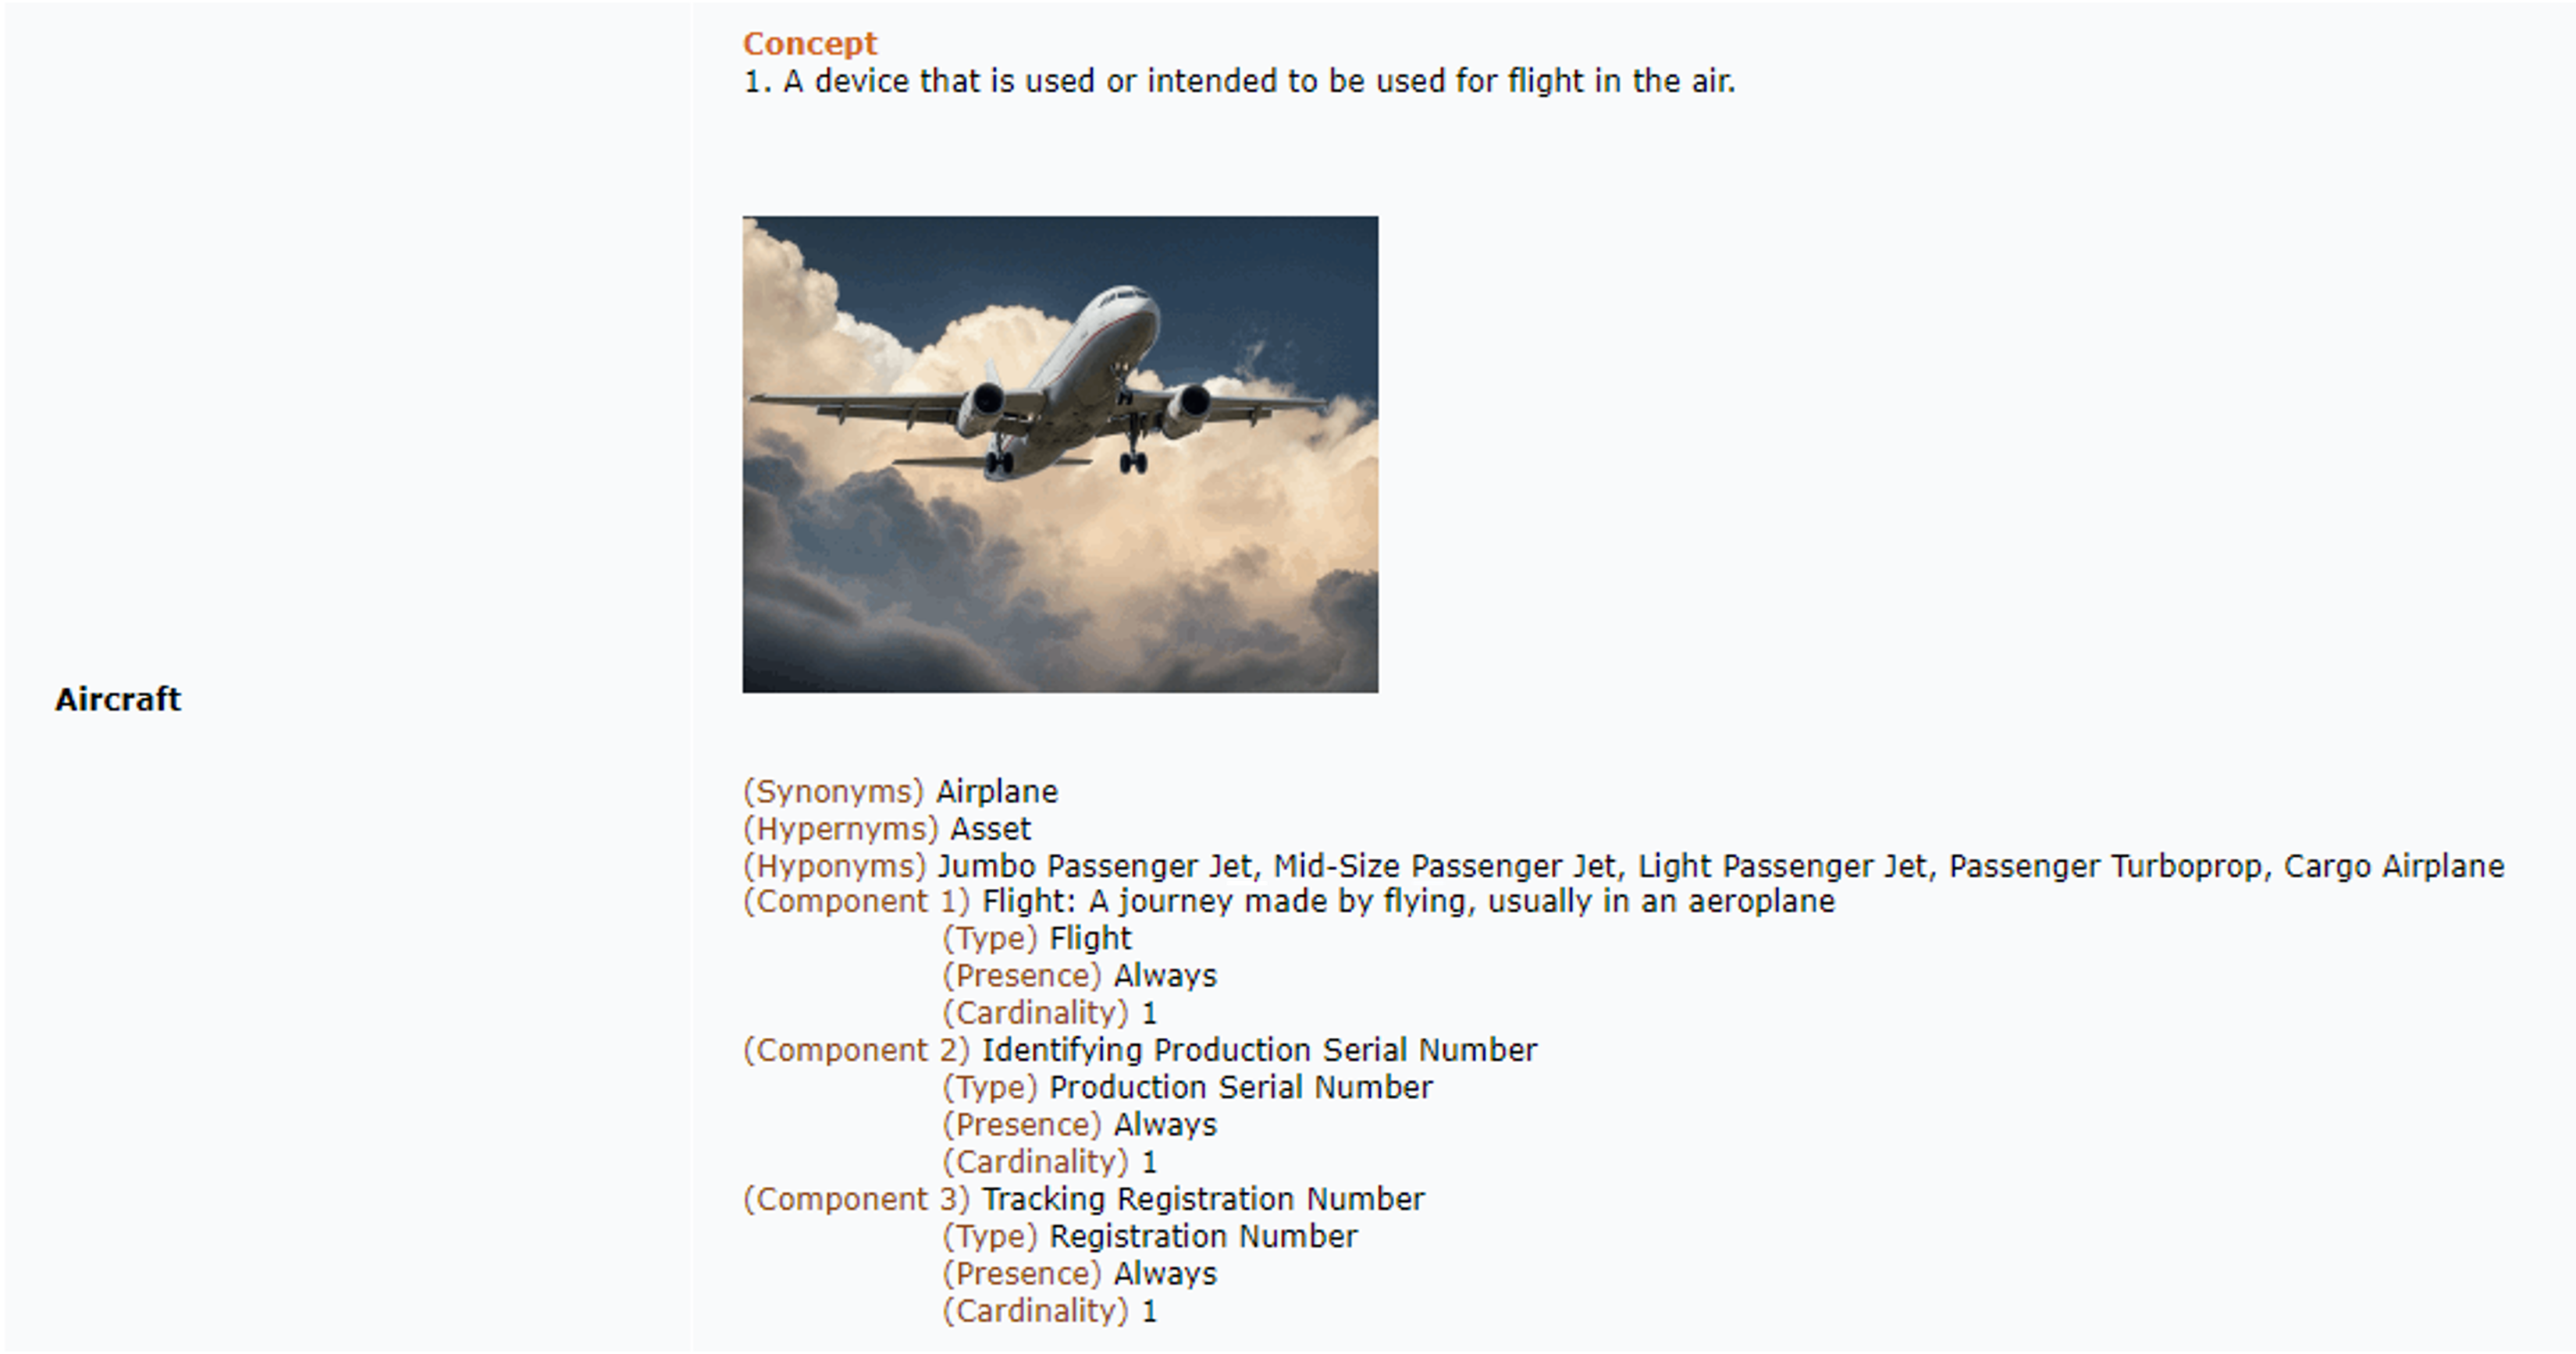 Concept
1. A device that is used or intended to be used for flight in the air.
Aircraft
(Synonyms) Airplane
(Hypernyms) Asset
(Hyponyms) Jumbo Passenger Jet, Mid-Size Passenger Jet, Light Passenger Jet, Passenger Turboprop, Cargo Airplane
(Component 1) Flight: A journey made by flying, usually in an aeroplane
(Type) Flight
(Presence) Always
(Cardinality) 1
(Component 2) Identifying Production Serial Number
(Type) Production Serial Number
(Presence) Always
(Cardinality) 1
(Component 3) Tracking Registration Number
(Type) Registration Number
(Presence) Always
(Cardinality) 1